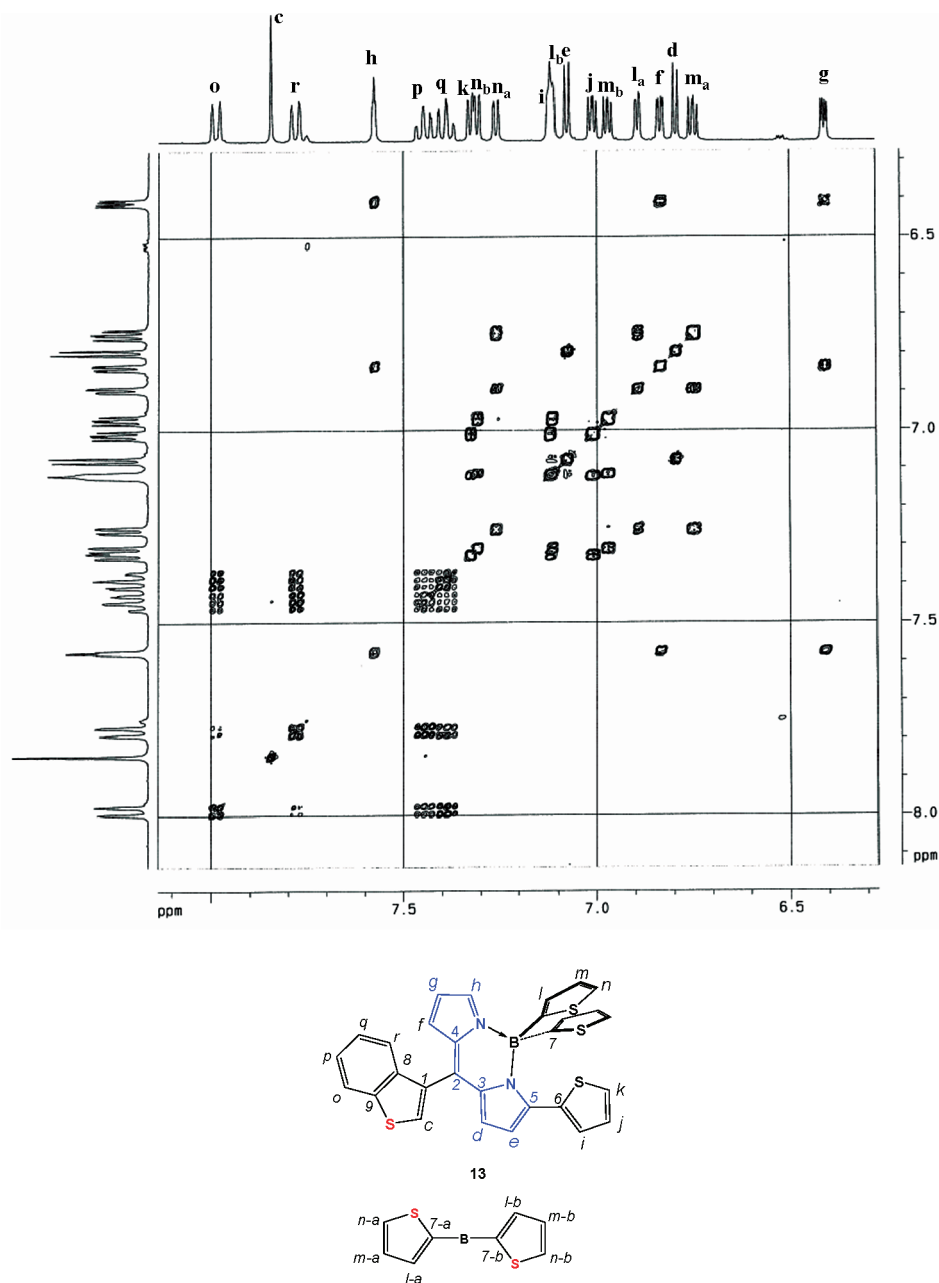 c
l_b e
d
o r h p q k n_b n_a i j m_b l_a f m_a g
6.5
7.0
7.5
8.0
ppm
ppm 7.5 7.0 6.5
g h l m n
f 4 N S
q r B 7 S
p 8 1 2 3 N S k
o 9 5 6 j
S c d e i
13
n-a S 7-a l-b m-b
m-a B
l-a 7-b S n-b